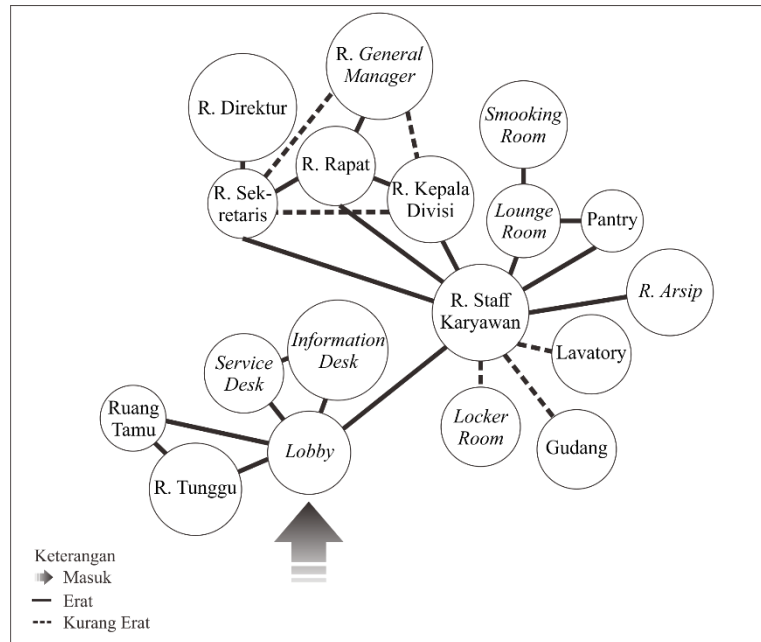 R. General
Manager
R. Direktur
Smooking
Room
R. Rapat
R. Sek-
retaris
R. Kepala
Divisi
Lounge
Room
Pantry
R. Staff
Karyawan
R. Arsip
Information
Desk
Service
Desk
Lavatory
Ruang
Tamu
Locker
Room
Gudang
Lobby
R. Tunggu
Keterangan
Masuk
Erat
Kurang Erat